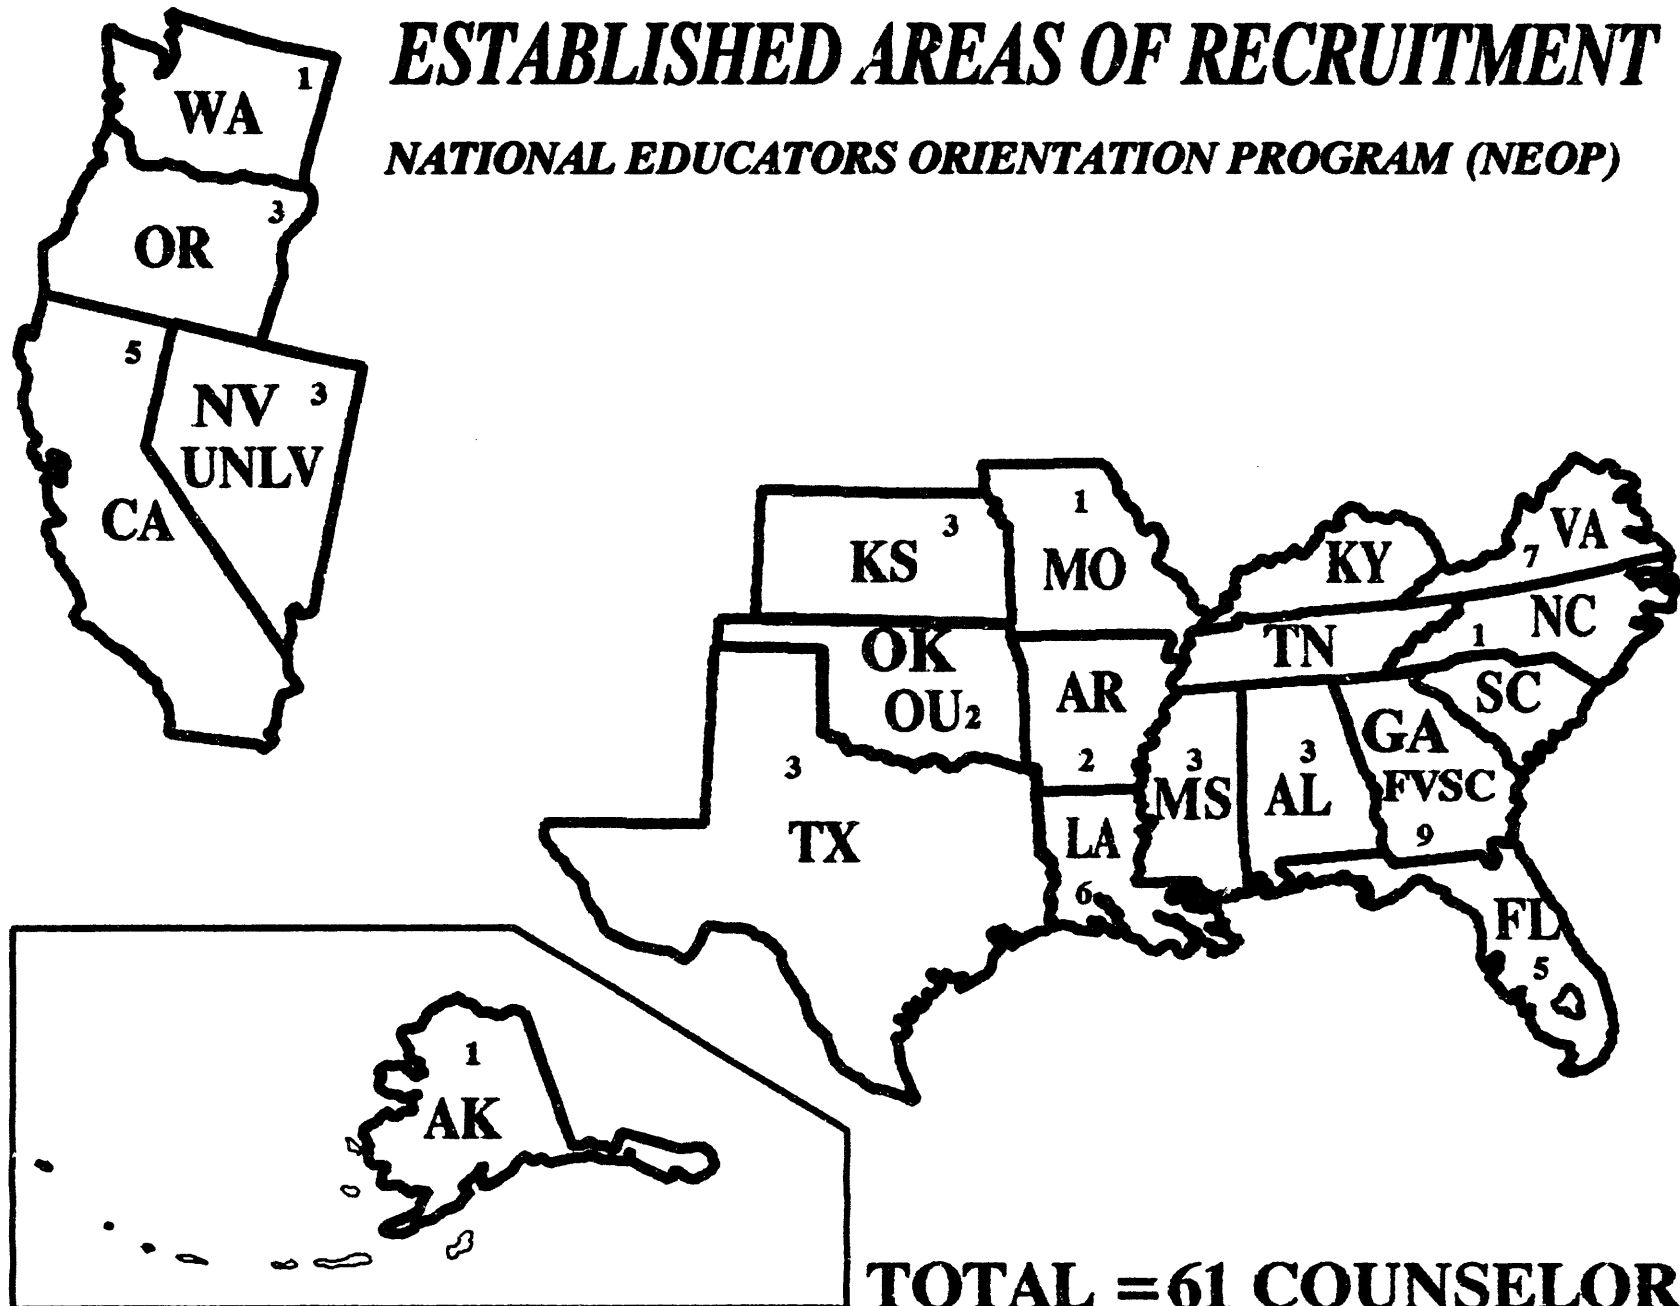 ESTABLISHED AREAS OF RECRUITMENT
NATIONAL EDUCATORS ORIENTATION PROGRAM (NEOP)
1
WA
3
OR
5
NV 3
UNLV
CA
3
KS
1
MO
KY
VA
7
NC
1
TN
SC
OK
OU2
AR
2
3
MS
3
AL
GA
FVSC
9
3
TX
LA
6
FL
5
1
AK
TOTAL = 61 COUNSELOR